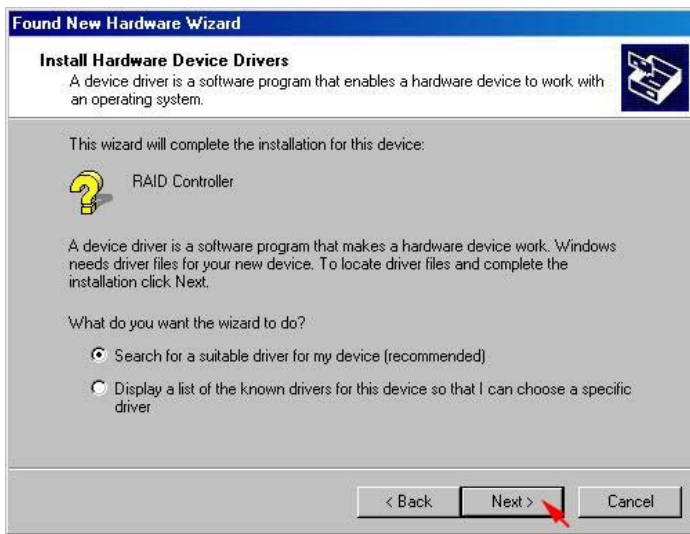 Found New Hardware Wizard
Install Hardware Device Drivers
A device driver is a software program that enables a hardware device to work with
an operating system.
This wizard will complete the installation for this device:
RAID Controller
A device driver is a software program that makes a hardware device work. Windows
needs driver files for your new device. To locate driver files and complete the
installation click Next.
What do you want the wizard to do?
Search for a suitable driver for my device (recommended)
Display a list of the known drivers for this device so that I can choose a specific
driver
< Back Next > Cancel